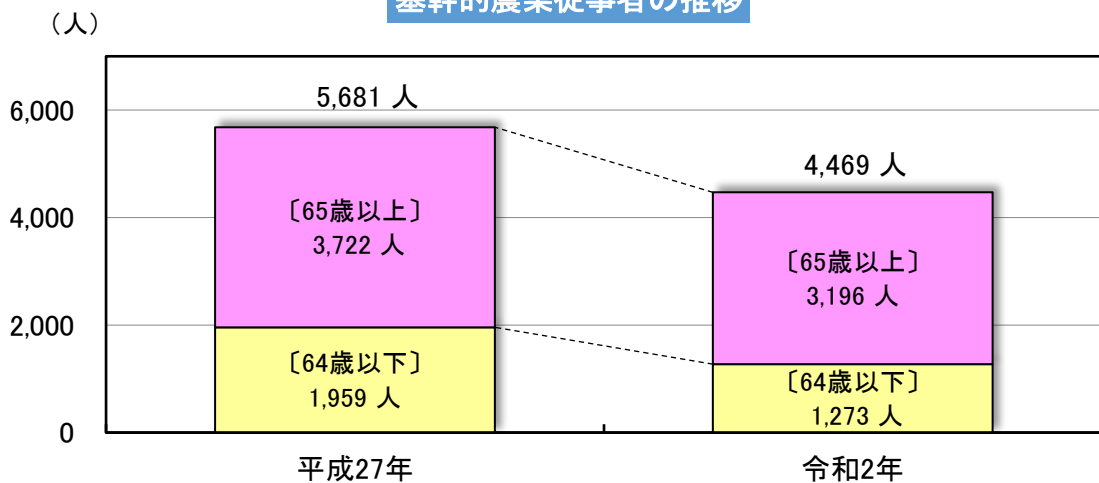 基幹的農業従事者の推移
（人）
6,000
4,000
2,000
0
5,681 人
〔65歳以上〕
3,722 人
〔64歳以下〕
1,959 人
4,469 人
〔65歳以上〕
3,196 人
〔64歳以下〕
1,273 人
平成27年
令和2年